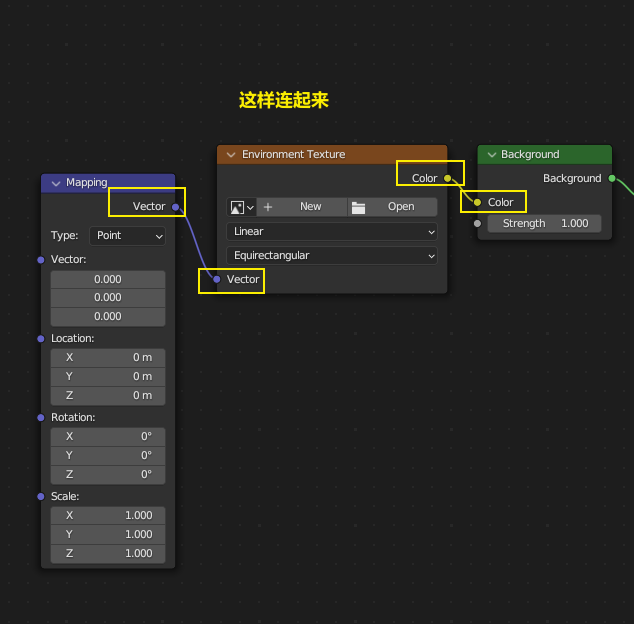 这样连起来
Environment Texture
Background
Mapping
Color
Background
Vector
New
Open
Color
Strength 1.000
Type: Point
Linear
Vector:
Equirectangular
0.000
Vector
0.000
0.000
Location:
X 0 m
Y 0 m
Z 0 m
Rotation:
X 0°
Y 0°
Z 0°
Scale:
X 1.000
Y 1.000
Z 1.000